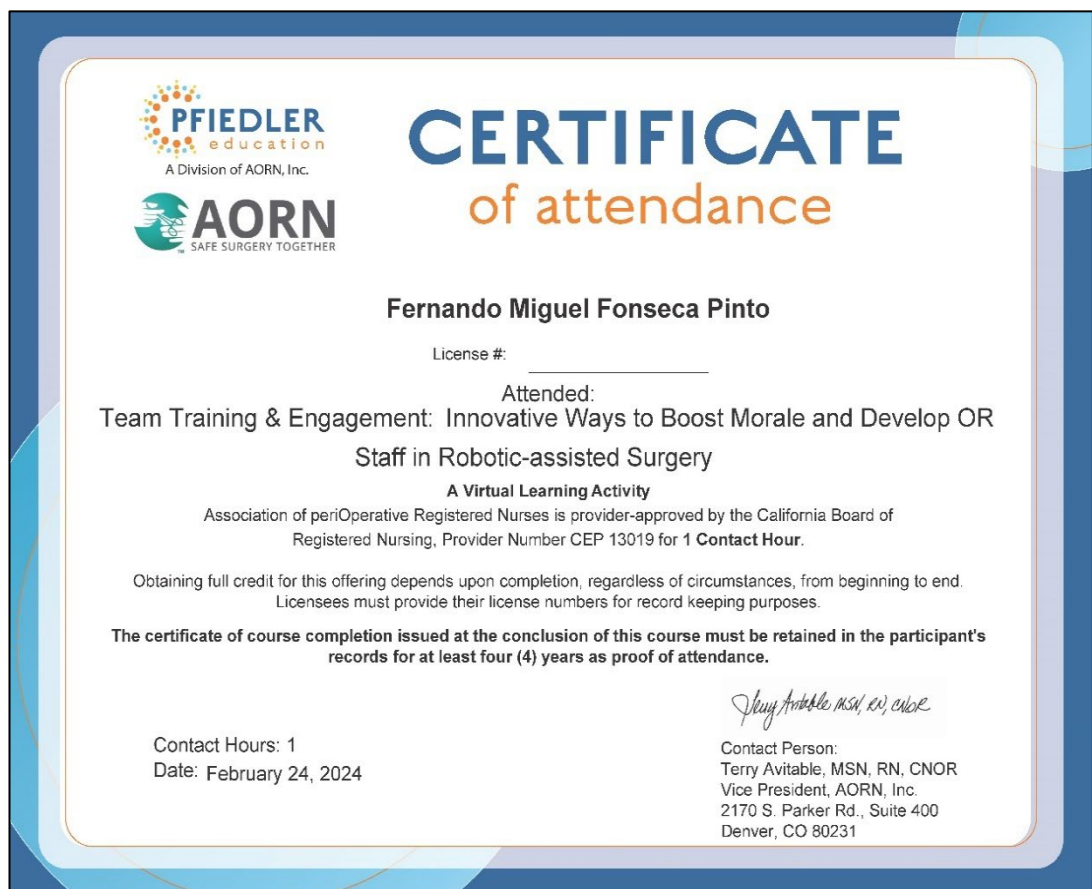 PFIEDLER
education
A Division of AORN, Inc.
AORN
SAFE SURGERY TOGETHER
CERTIFICATE
of attendance
Fernando Miguel Fonseca Pinto
License #:
Attended:
Team Training & Engagement: Innovative Ways to Boost Morale and Develop OR
Staff in Robotic-assisted Surgery
A Virtual Learning Activity
Association of periOperative Registered Nurses is provider-approved by the California Board of
Registered Nursing, Provider Number CEP 13019 for 1 Contact Hour.
Obtaining full credit for this offering depends upon completion, regardless of circumstances, from beginning to end.
Licensees must provide their license numbers for record keeping purposes.
The certificate of course completion issued at the conclusion of this course must be retained in the participant's
records for at least four (4) years as proof of attendance.
Terry Avitable MSN, RN, CNOR
Contact Hours: 1
Date: February 24, 2024
Contact Person:
Terry Avitable, MSN, RN, CNOR
Vice President, AORN, Inc.
2170 S. Parker Rd., Suite 400
Denver, CO 80231